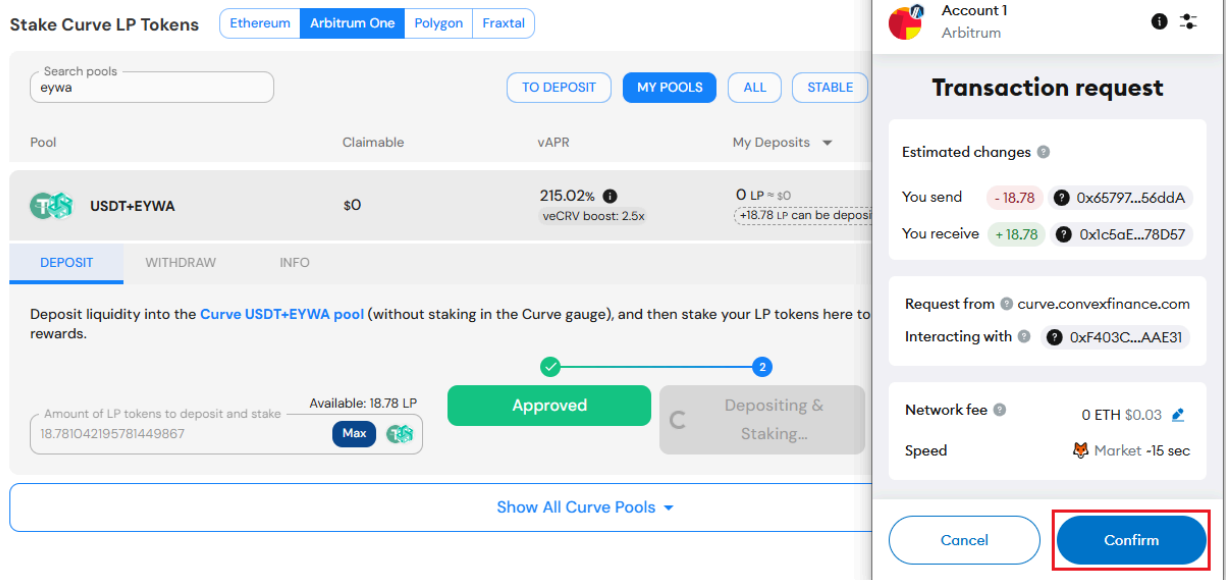 Stake Curve LP Tokens
Ethereum
Arbitrum One
Polygon
Fraxtal
Search pools
eywa
TO DEPOSIT
MY POOLS
ALL
STABLE
Pool
Claimable
vAPR
My Deposits
USDT+EYWA
$0
215.02%
veCRV boost: 2.5x
0 LP ≈ $0
+18.78 LP can be deposi
DEPOSIT
WITHDRAW
INFO
Deposit liquidity into the Curve USDT+EYWA pool (without staking in the Curve gauge), and then stake your LP tokens here to
rewards.
2
Available: 18.78 LP
Amount of LP tokens to deposit and stake
18.781042195781449867
Max
Approved
Depositing &
Staking...
Show All Curve Pools
Account 1
Arbitrum
Transaction request
Estimated changes
You send
- 18.78
0x65797...56ddA
You receive
+ 18.78
0x1c5aE...78D57
Request from
curve.convexfinance.com
Interacting with
0xF403C...AAE31
Network fee
0 ETH $0.03
Speed
Market ~15 sec
Cancel
Confirm